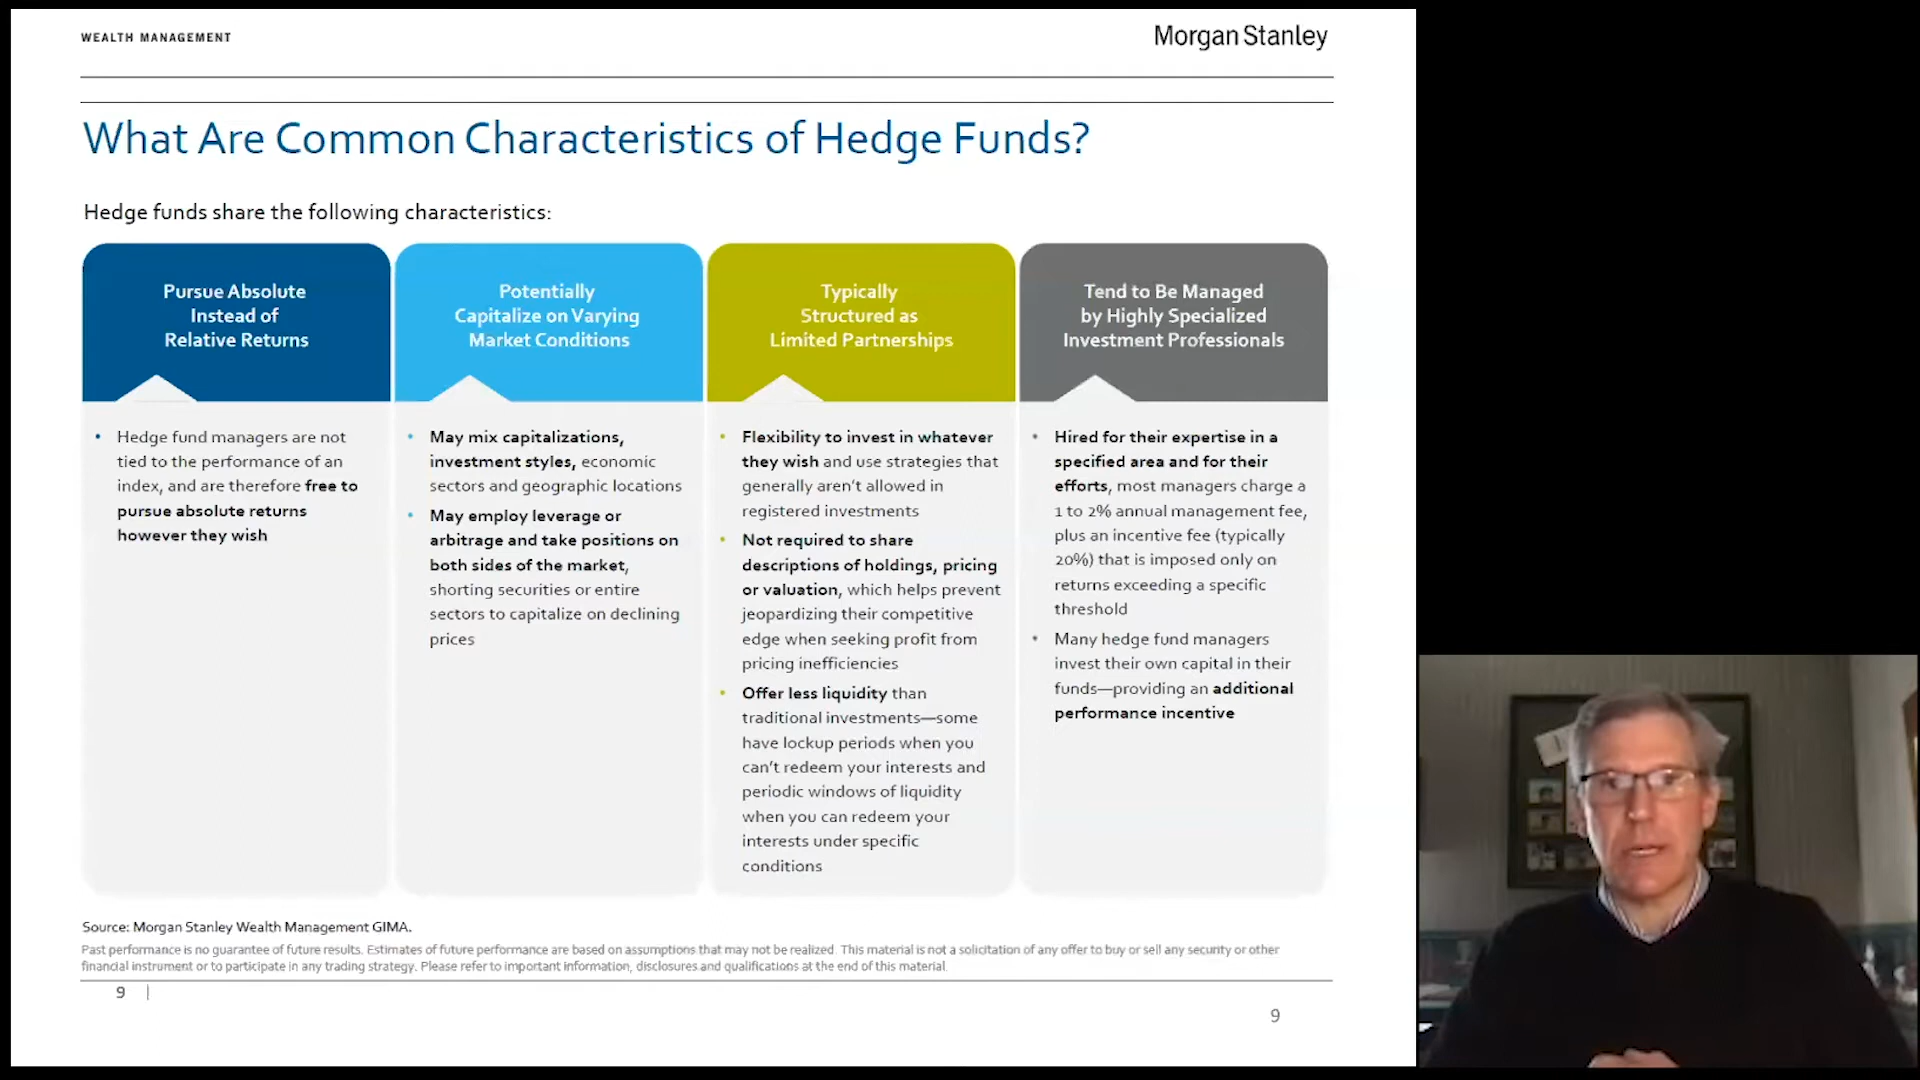 WEALTH MANAGEMENT
Morgan Stanley
What Are Common Characteristics of Hedge Funds?
Hedge funds share the following characteristics:
Pursue Absolute
Instead of
Relative Returns
• Hedge fund managers are not
tied to the performance of an
index, and are therefore free to
pursue absolute returns
however they wish
Potentially
Capitalize on Varying
Market Conditions
• May mix capitalizations,
investment styles, economic
sectors and geographic locations
• May employ leverage or
arbitrage and take positions on
both sides of the market,
shorting securities or entire
sectors to capitalize on declining
prices
Typically
Structured as
Limited Partnerships
• Flexibility to invest in whatever
they wish and use strategies that
generally aren't allowed in
registered investments
• Not required to share
descriptions of holdings, pricing
or valuation, which helps prevent
jeopardizing their competitive
edge when seeking profit from
pricing inefficiencies
• Offer less liquidity than
traditional investments—some
have lockup periods when you
can't redeem your interests and
periodic windows of liquidity
when you can redeem your
interests under specific
conditions
Tend to Be Managed
by Highly Specialized
Investment Professionals
• Hired for their expertise in a
specified area and for their
efforts, most managers charge a
1 to 2% annual management fee,
plus an incentive fee (typically
20%) that is imposed only on
returns exceeding a specific
threshold
• Many hedge fund managers
invest their own capital in their
funds—providing an additional
performance incentive
Source: Morgan Stanley Wealth Management GIMA.
Past performance is no guarantee of future results. Estimates of future performance are based on assumptions that may not be realized. This material is not a solicitation of any offer to buy or sell any security or other
financial instrument or to participate in any trading strategy. Please refer to important information, disclosures and qualifications at the end of this material.
9 |
9